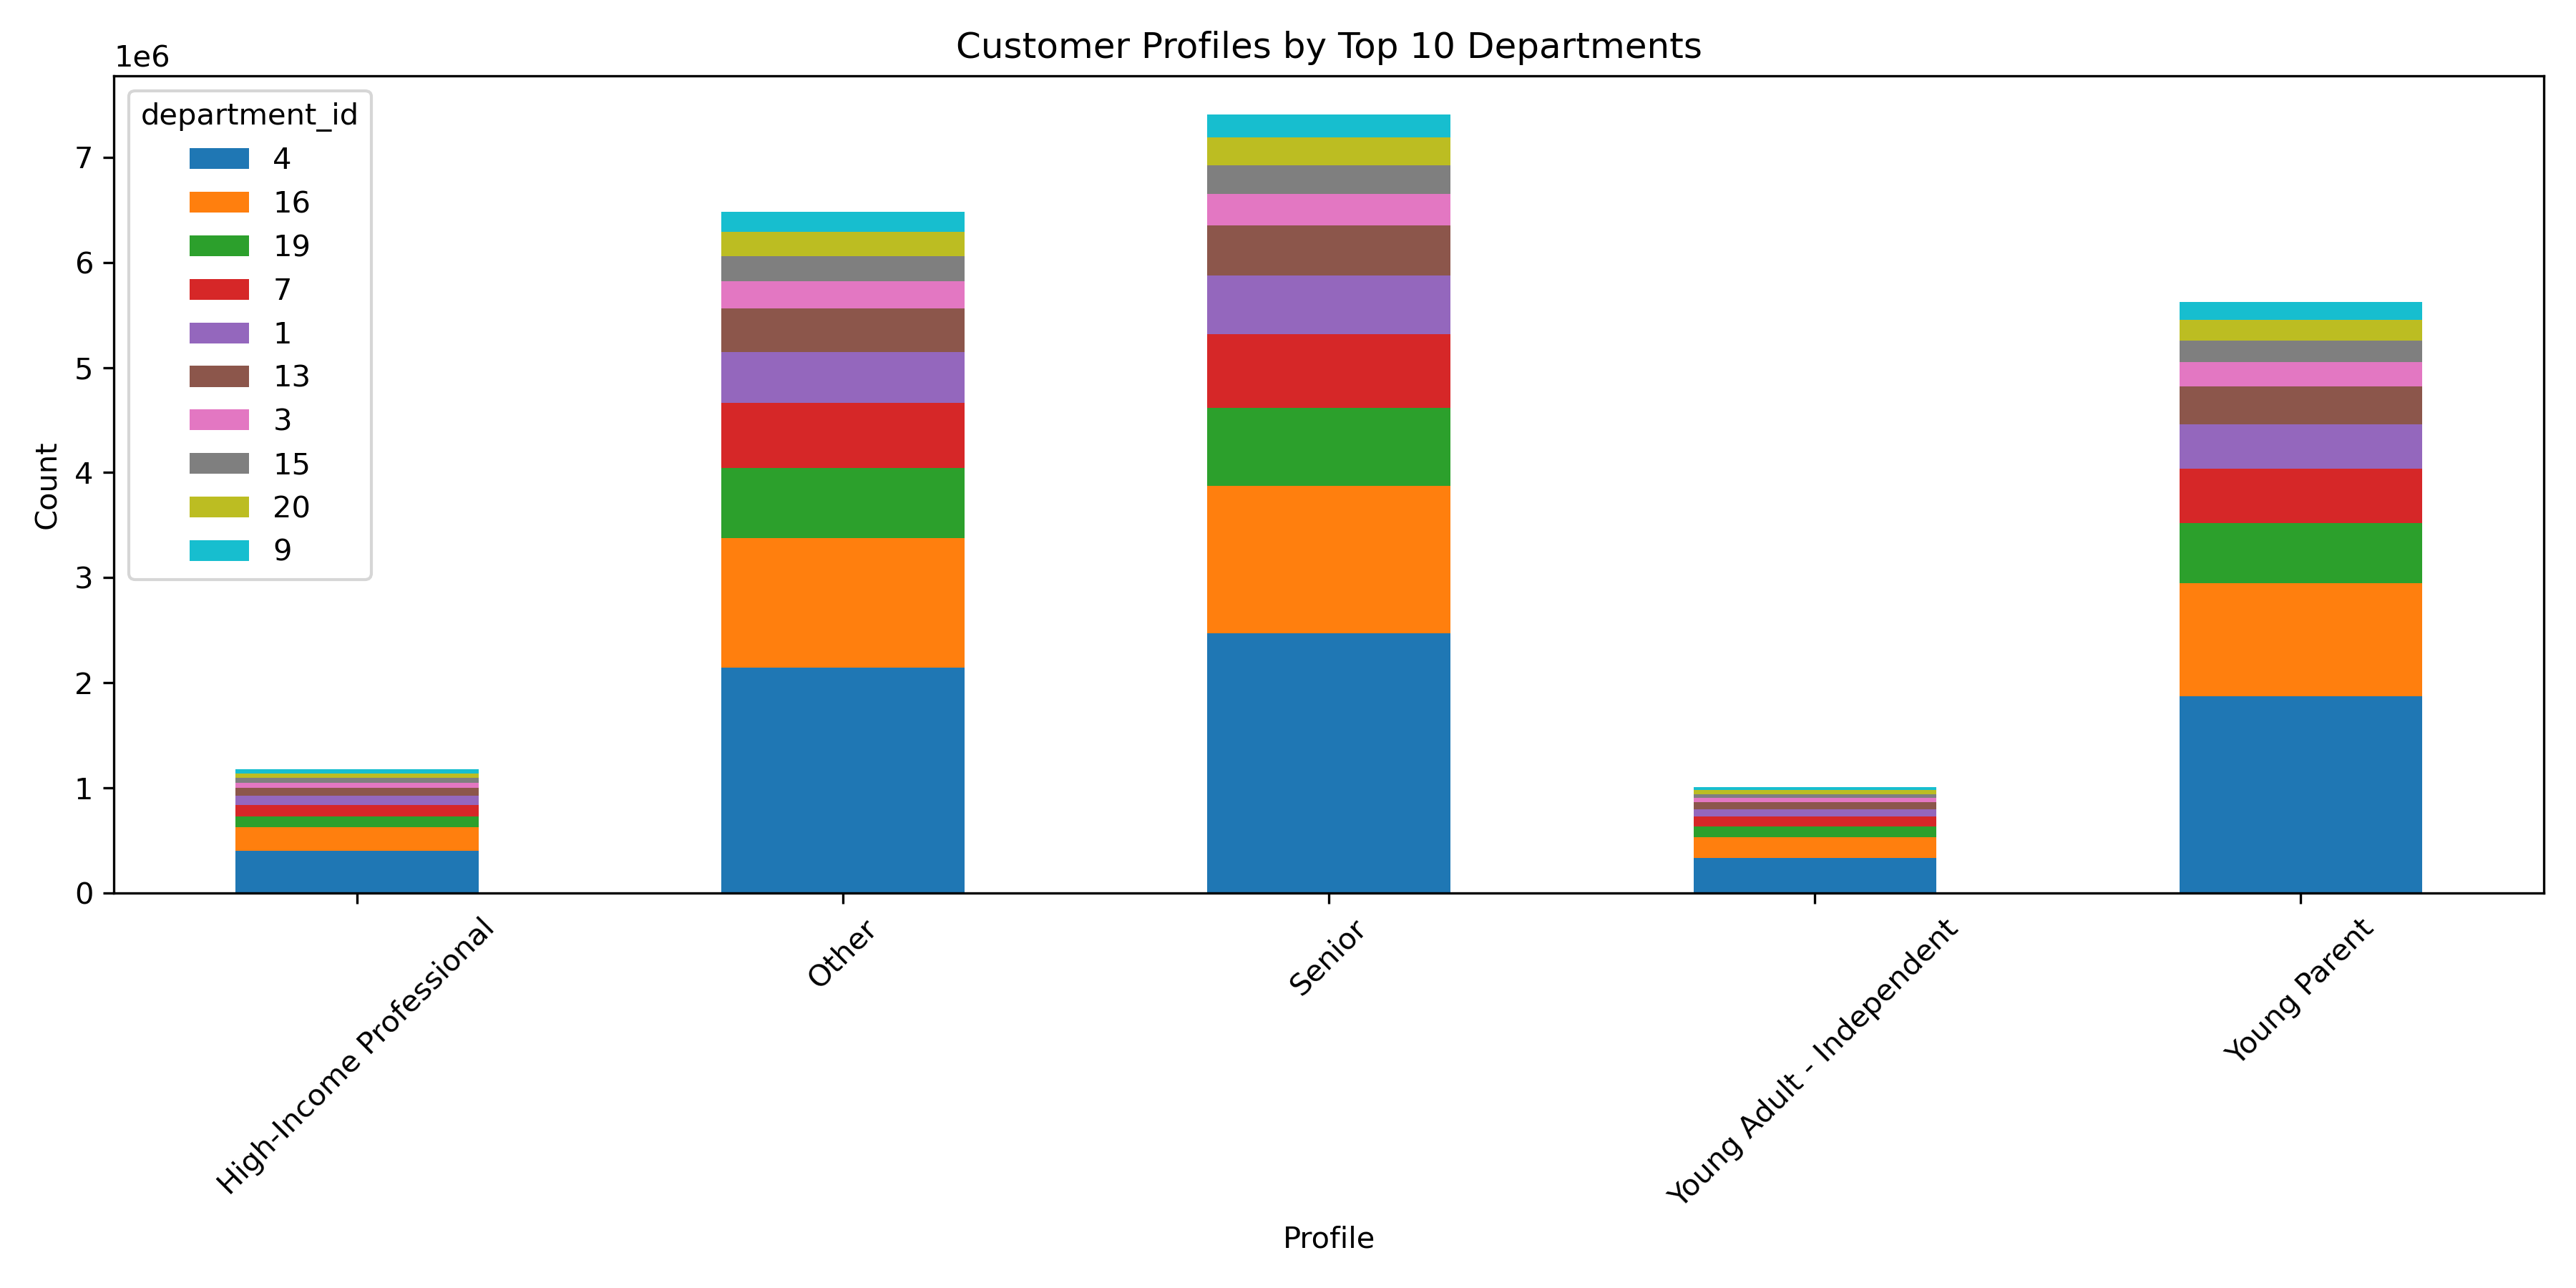 Customer Profiles by Top 10 Departments
1e6
department_id
4
16
19
7
1
13
3
15
20
9
7
6
5
4
3
2
1
0
Count
High-Income Professional
Other
Senior
Young Adult - Independent
Young Parent
Profile